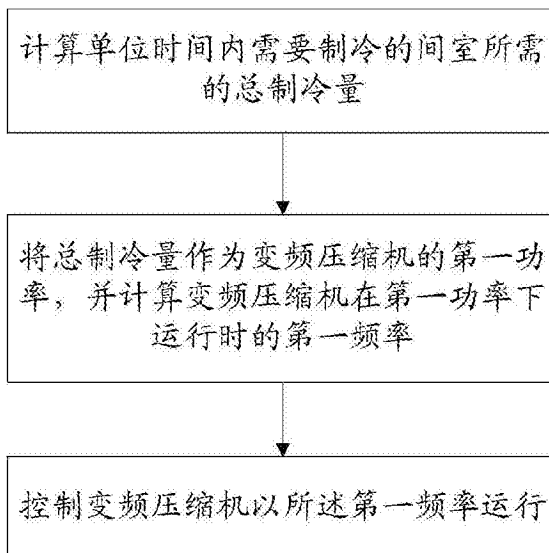 计算单位时间内需要制冷的间室所需
的总制冷量
将总制冷量作为变频压缩机的第一功
率，并计算变频压缩机在第一功率下
运行时的第一频率
控制变频压缩机以所述第一频率运行